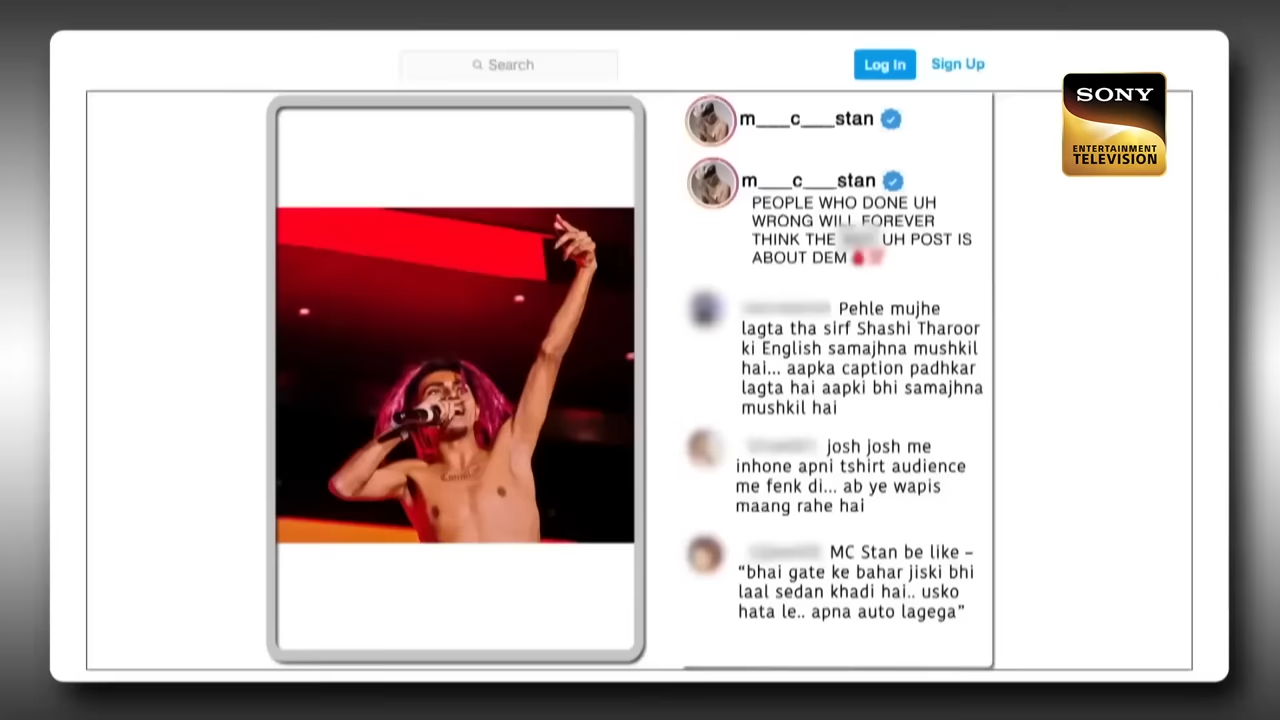 Search
Log In
Sign Up
SONY
ENTERTAINMENT
TELEVISION
m___c___stan
m___c___stan
PEOPLE WHO DONE UH
WRONG WILL FOREVER
THINK THE UH POST IS
ABOUT DEM
Pehle mujhe
lagta tha sirf Shashi Tharoor
ki English samajhna mushkil
hai... aapka caption padhkar
lagta hai aapki bhi samajhna
mushkil hai
josh josh me
inhone apni tshirt audience
me fenk di... ab ye wapis
maang rahe hai
MC Stan be like –
“bhai gate ke bahar jiski bhi
laal sedan khadi hai.. usko
hata le.. apna auto lagega”